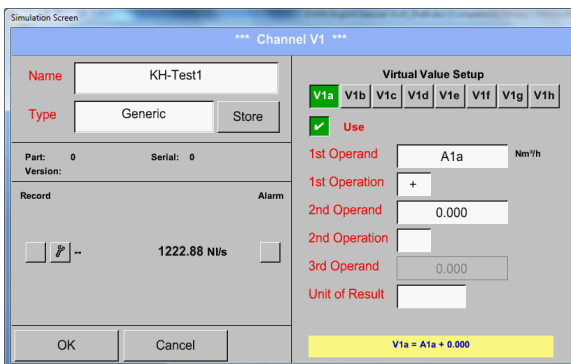 Simulation Screen
*** Channel V1 ***
Name
KH-Test1
Type
Generic
Store
Part: 0 Serial: 0
Version:
Record Alarm
-- 1222.88 Nl/s
OK
Cancel
Virtual Value Setup
V1a V1b V1c V1d V1e V1f V1g V1h
Use
1st Operand A1a Nm³/h
1st Operation +
2nd Operand 0.000
2nd Operation
3rd Operand 0.000
Unit of Result
V1a = A1a + 0.000